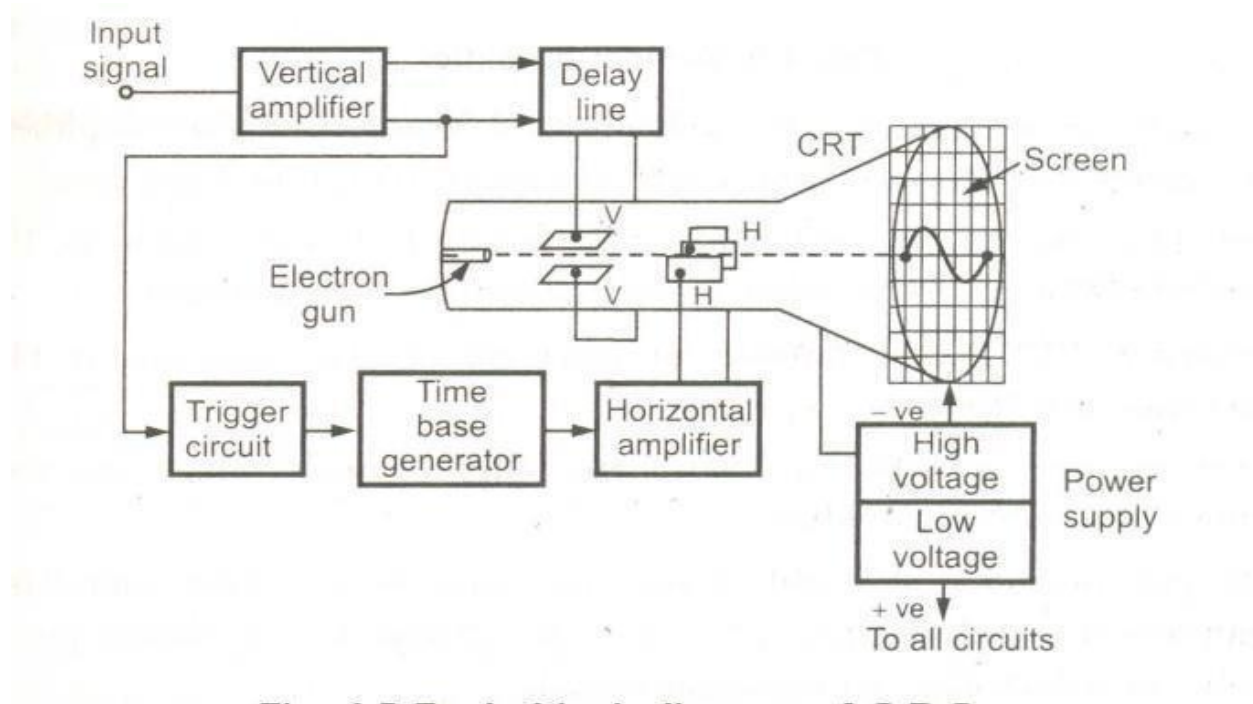 Input
signal
Vertical
amplifier
Delay
line
CRT
Screen
V
H
Electron
gun
V
H
Trigger
circuit
Time
base
generator
Horizontal
amplifier
– ve
High
voltage
Low
voltage
Power
supply
+ ve
To all circuits